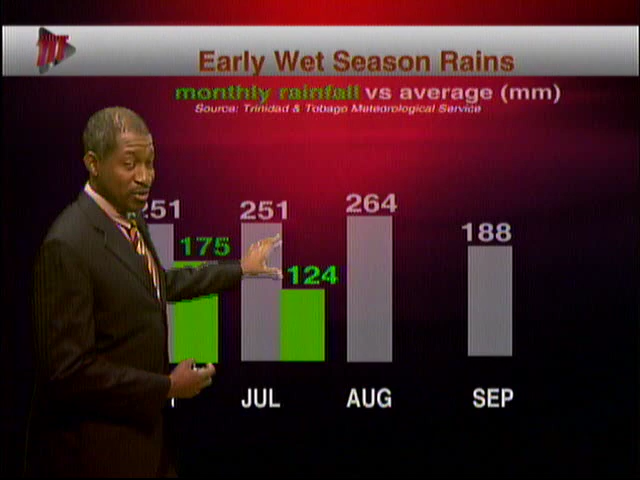 Early Wet Season Rains
monthly rainfall vs average (mm)
Source: Trinidad & Tobago Meteorological Service
251 251 264
175 188
124
JUL AUG SEP